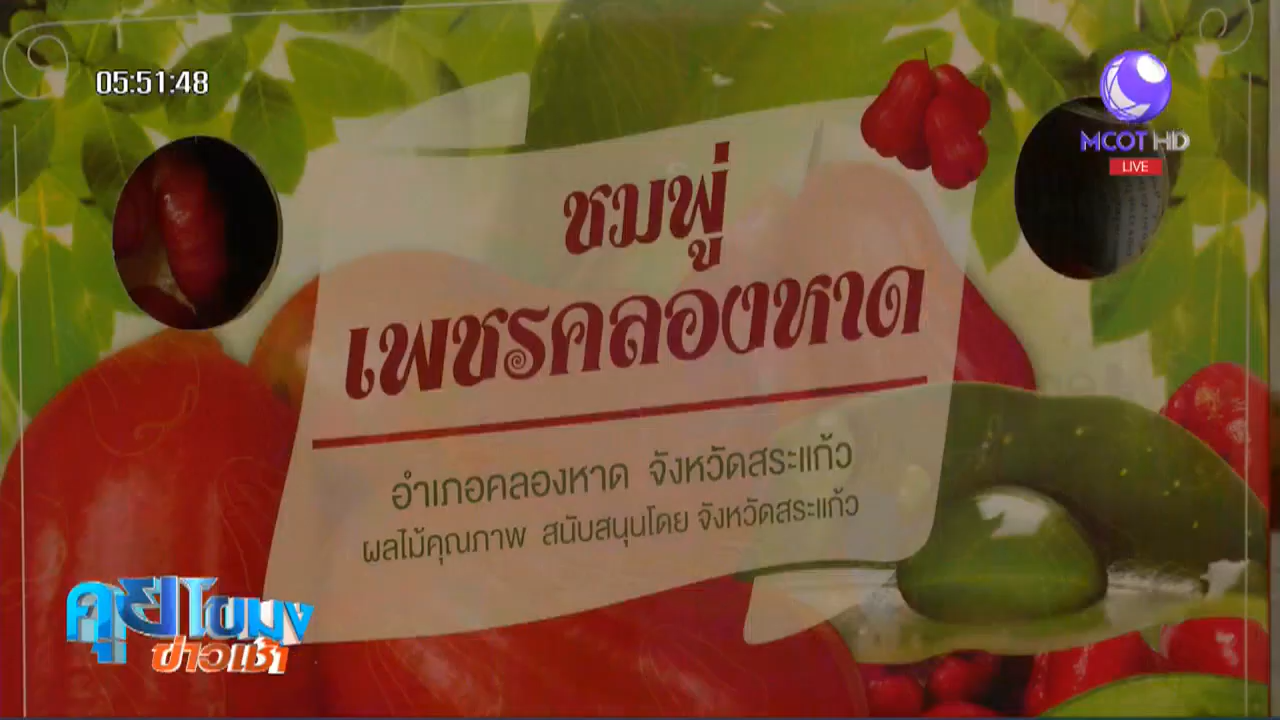 05:51:48
MCOT HD
LIVE
ชมพู่
เพชรคลองหาด
อำเภอคลองหาด จังหวัดสระแก้ว
ผลไม้คุณภาพ สนับสนุนโดย จังหวัดสระแก้ว
คุยโขมง
ข่าวเช้า